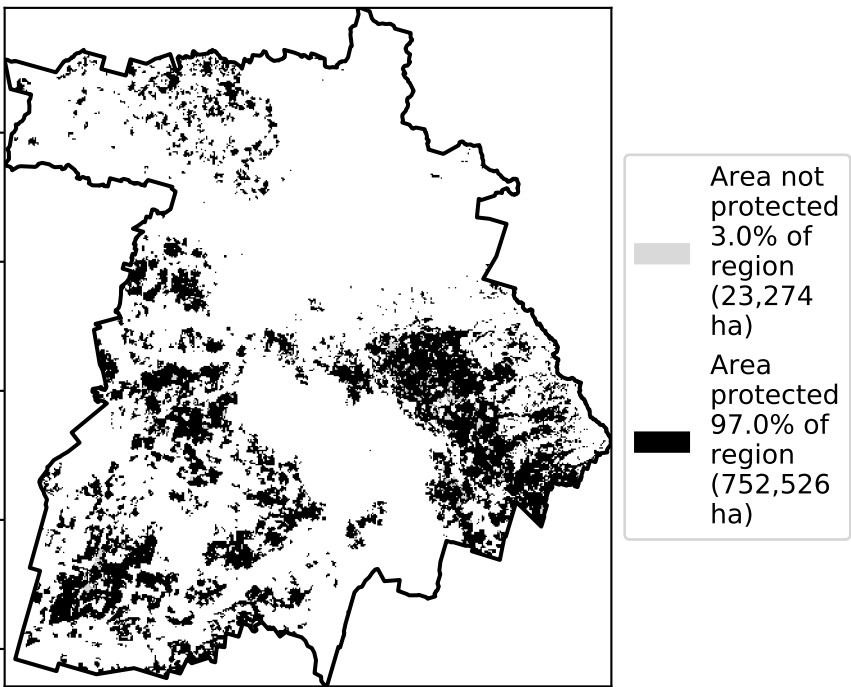 Area not
protected
3.0% of
region
(23,274
ha)
Area
protected
97.0% of
region
(752,526
ha)